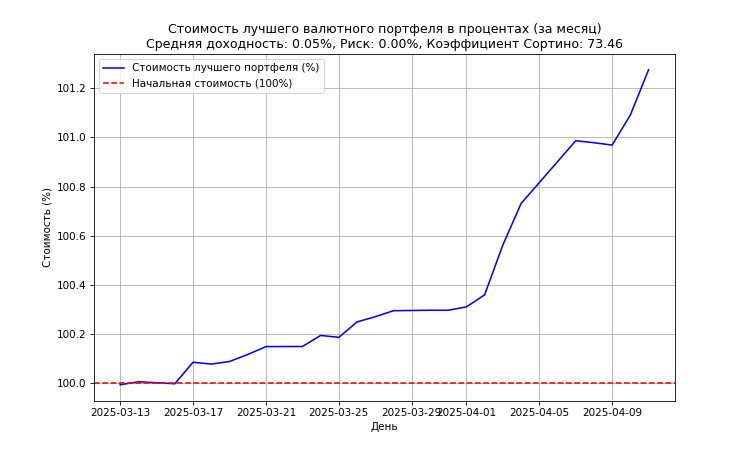 Стоимость лучшего валютного портфеля в процентах (за месяц)
Средняя доходность: 0.05%, Риск: 0.00%, Коэффициент Сортино: 73.46
Стоимость лучшего портфеля (%)
Начальная стоимость (100%)
Стоимость (%)
101.2
101.0
100.8
100.6
100.4
100.2
100.0
2025-03-13 2025-03-17 2025-03-21 2025-03-25 2025-03-29 2025-04-01 2025-04-05 2025-04-09
День